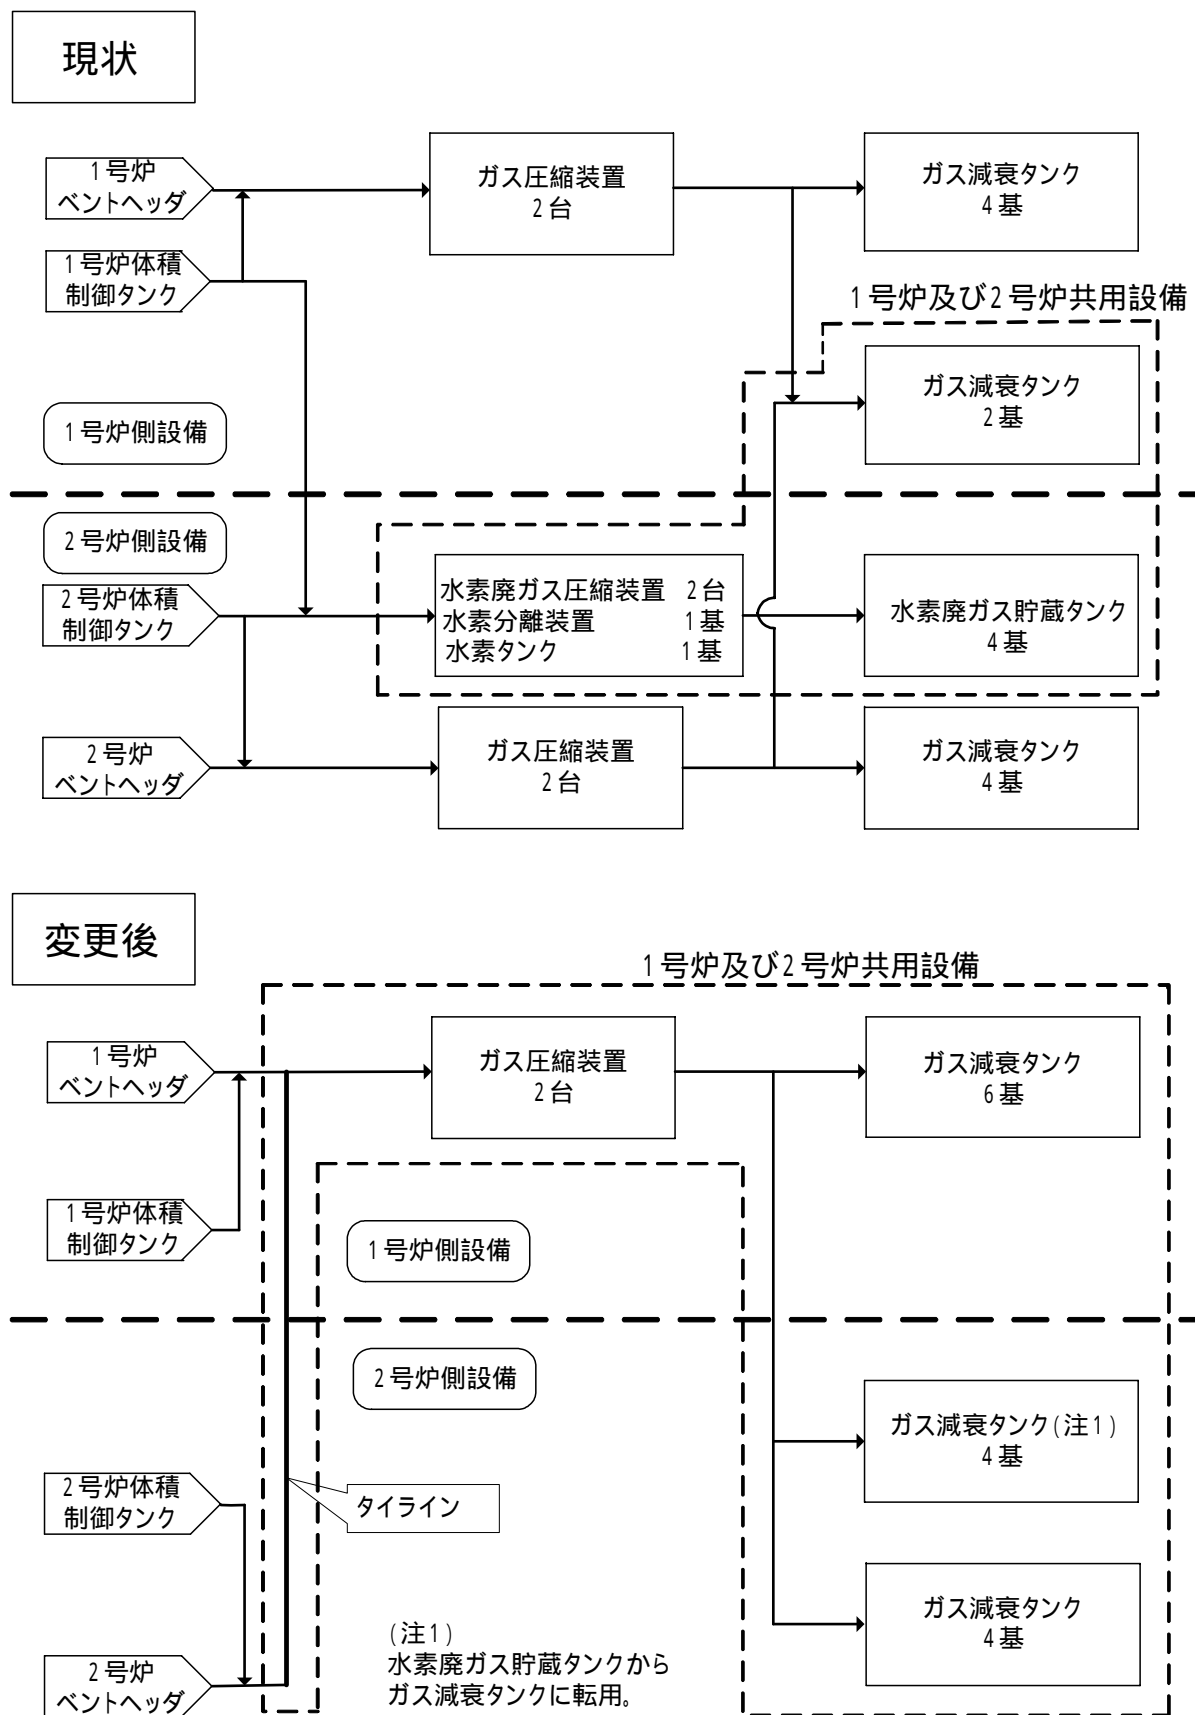 現状
1号炉
ベントヘッダ
ガス圧縮装置
2台
ガス減衰タンク
4基
1号炉体積
制御タンク
1号炉及び2号炉共用設備
ガス減衰タンク
2基
1号炉側設備
2号炉側設備
2号炉体積
制御タンク
水素廃ガス圧縮装置 2台
水素分離装置 1基
水素タンク 1基
水素廃ガス貯蔵タンク
4基
2号炉
ベントヘッダ
ガス圧縮装置
2台
ガス減衰タンク
4基
変更後
1号炉及び2号炉共用設備
1号炉
ベントヘッダ
ガス圧縮装置
2台
ガス減衰タンク
6基
1号炉体積
制御タンク
1号炉側設備
2号炉側設備
ガス減衰タンク(注1)
4基
2号炉体積
制御タンク
タイライン
ガス減衰タンク
4基
(注1)
水素廃ガス貯蔵タンクから
ガス減衰タンクに転用。
2号炉
ベントヘッダ